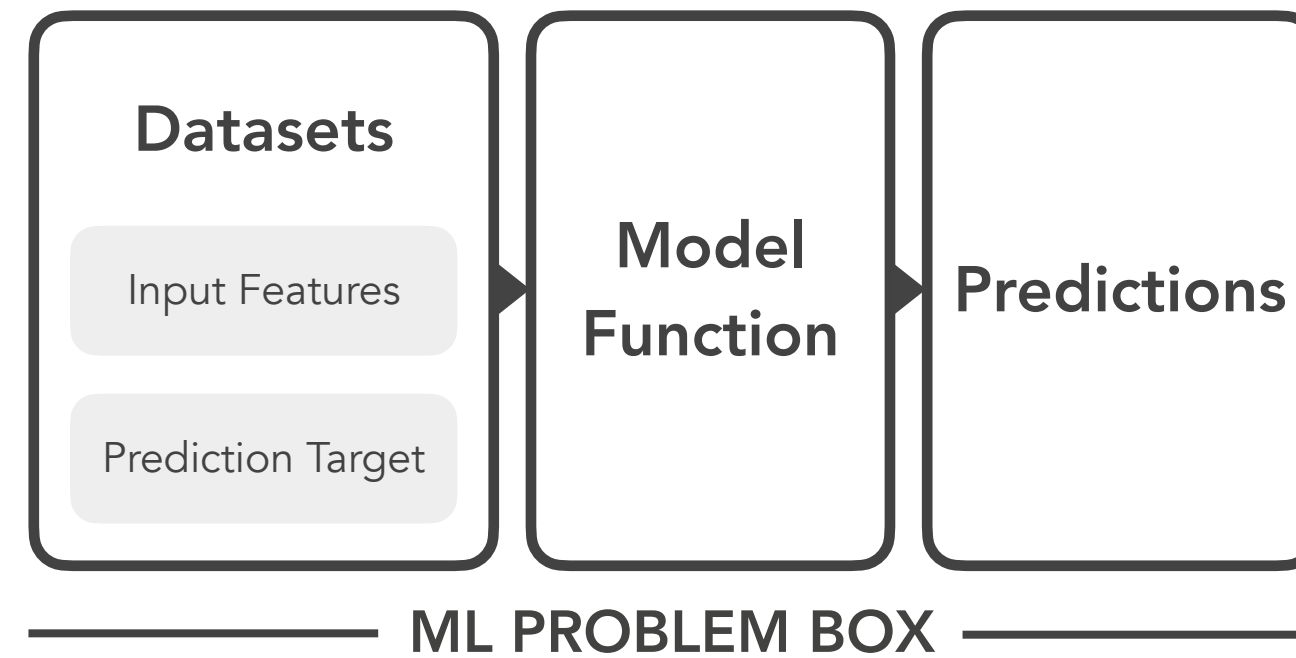 Datasets
Input Features
Prediction Target
Model
Function
Predictions
ML PROBLEM BOX